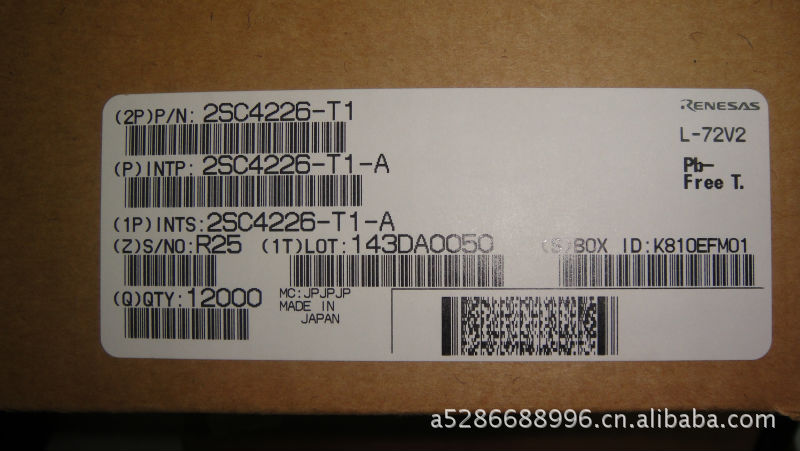 (2P)P/N: 2SC4226-T1
RENESAS
L-72V2
(P)INTP: 2SC4226-T1-A
Pb-
Free T.
(1P)INTS: 2SC4226-T1-A
(Z)S/NO: R25 (1T)LOT: 143DA0050 (S)BOX ID: K810EFM01
(Q)QTY: 12000 MC: JPJPJP
MADE IN
JAPAN
a5286688996.cn.alibaba.com